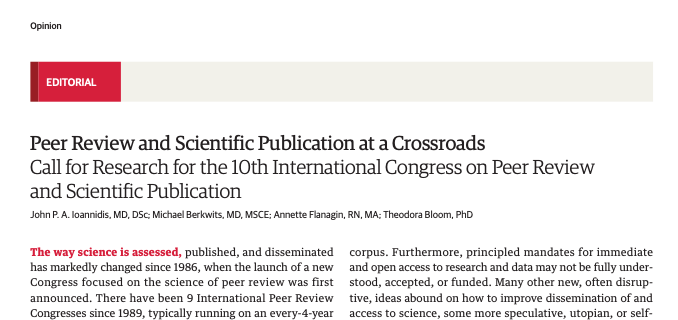 Opinion
EDITORIAL
Peer Review and Scientific Publication at a Crossroads
Call for Research for the 10th International Congress on Peer Review
and Scientific Publication
John P. A. Ioannidis, MD, DSc; Michael Berkwits, MD, MSCE; Annette Flanagin, RN, MA; Theodora Bloom, PhD
The way science is assessed, published, and disseminated
has markedly changed since 1986, when the launch of a new
Congress focused on the science of peer review was first
announced. There have been 9 International Peer Review
Congresses since 1989, typically running on an every-4-year
corpus. Furthermore, principled mandates for immediate
and open access to research and data may not be fully under-
stood, accepted, or funded. Many other new, often disrup-
tive, ideas abound on how to improve dissemination of and
access to science, some more speculative, utopian, or self-